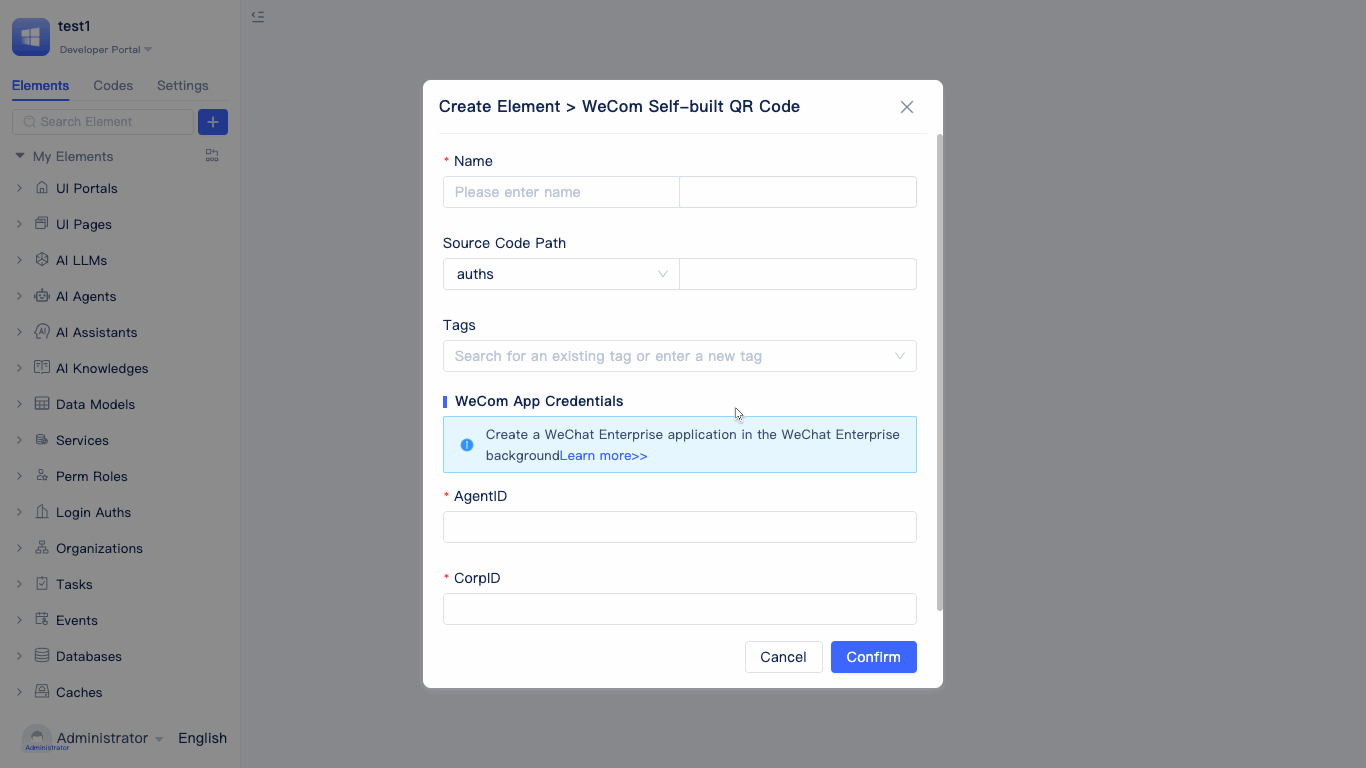 test1
Developer Portal
Elements Codes Settings
Search Element
My Elements
UI Portals
UI Pages
AI LLMs
AI Agents
AI Assistants
AI Knowledges
Data Models
Services
Perm Roles
Login Auths
Organizations
Tasks
Events
Databases
Caches
Administrator
Administrator English
Create Element > WeCom Self-built QR Code
* Name
Please enter name
Source Code Path
auths
Tags
Search for an existing tag or enter a new tag
WeCom App Credentials
Create a WeChat Enterprise application in the WeChat Enterprise
backgroundLearn more>>
* AgentID
* CorpID
Cancel Confirm